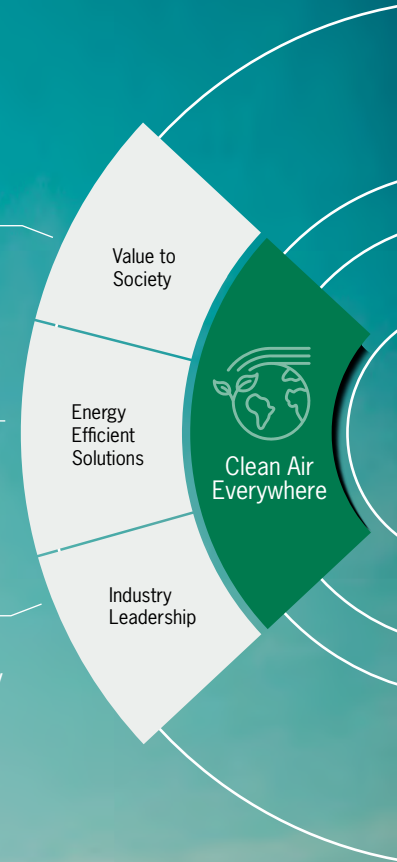 Value to
Society
Energy
Efficient
Solutions
Clean Air
Everywhere
Industry
Leadership